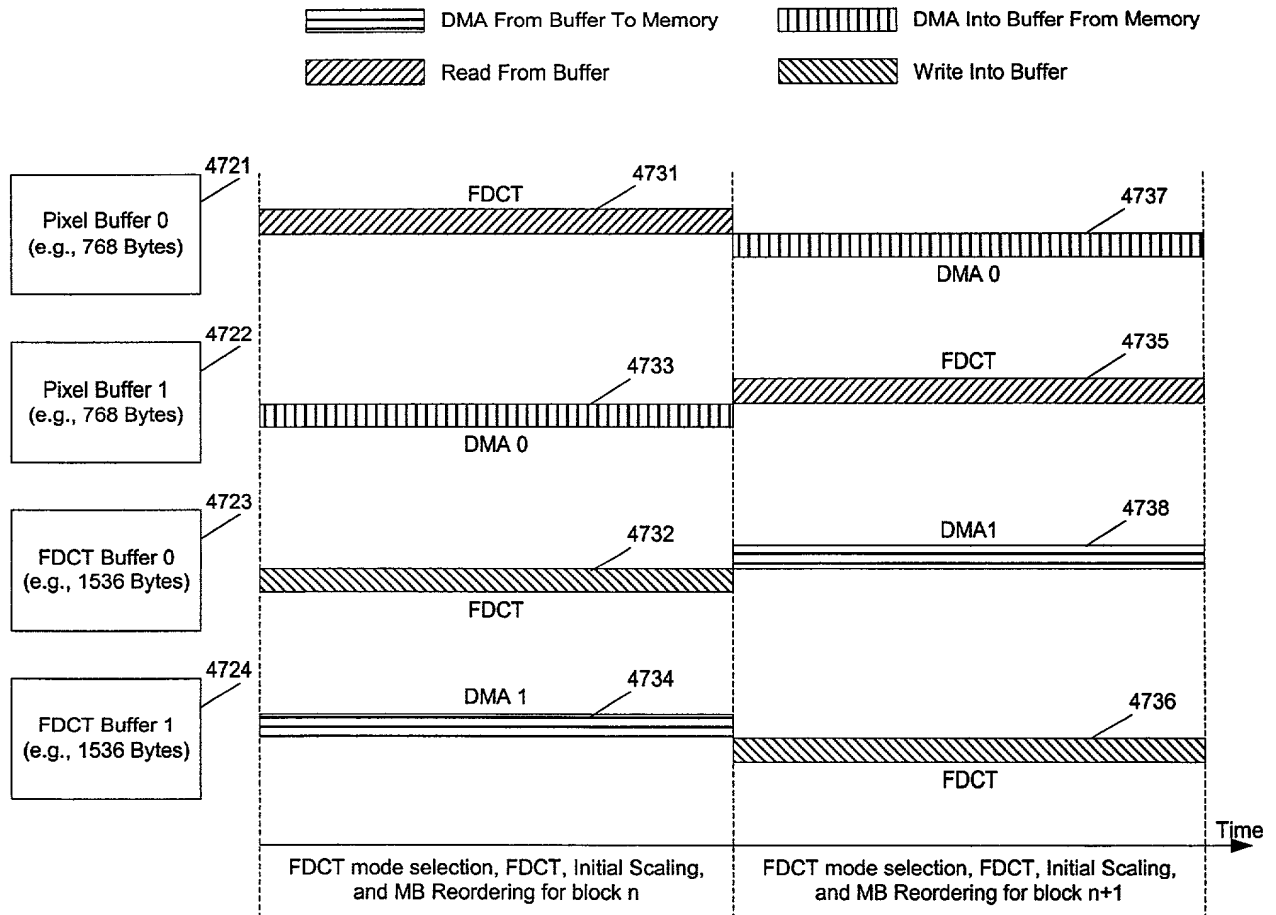 DMA From Buffer To Memory
DMA Into Buffer From Memory
Read From Buffer
Write Into Buffer
4721
Pixel Buffer 0
(e.g., 768 Bytes)
FDCT
4731
4737
DMA 0
4722
Pixel Buffer 1
(e.g., 768 Bytes)
4733
DMA 0
FDCT
4735
4723
FDCT Buffer 0
(e.g., 1536 Bytes)
4732
FDCT
DMA1
4738
4724
FDCT Buffer 1
(e.g., 1536 Bytes)
DMA 1
4734
4736
FDCT
Time
FDCT mode selection, FDCT, Initial Scaling,
and MB Reordering for block n
FDCT mode selection, FDCT, Initial Scaling,
and MB Reordering for block n+1